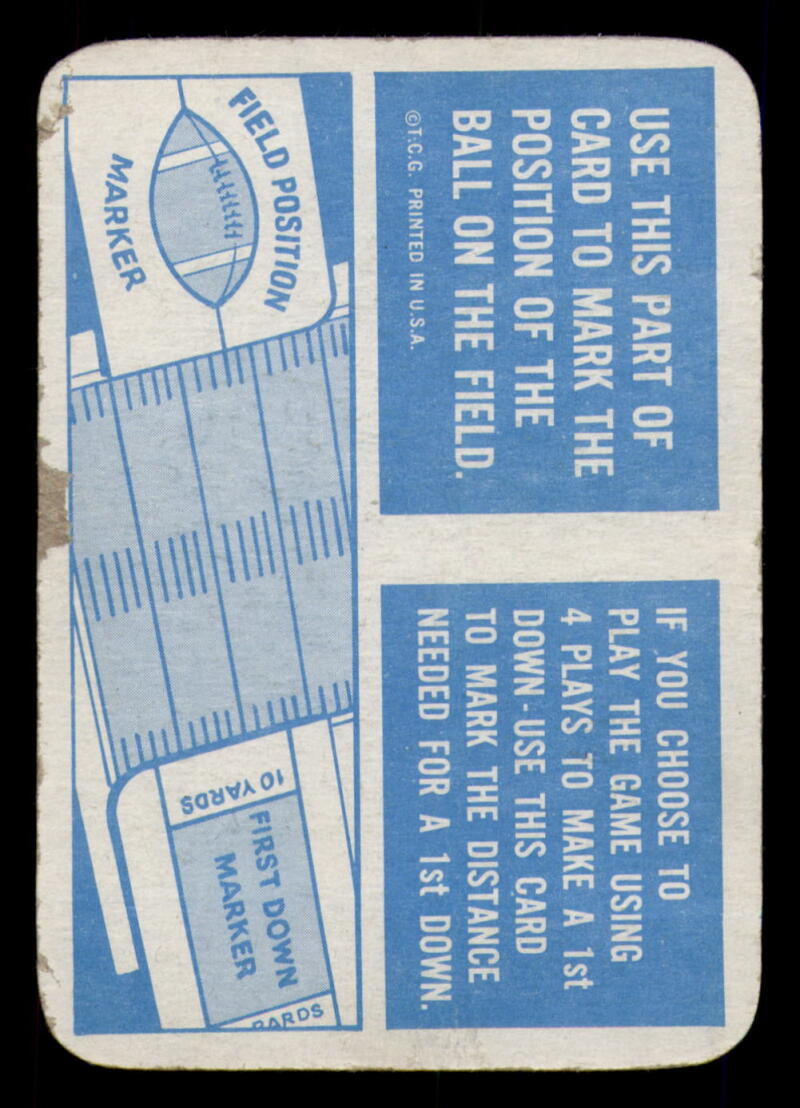 USE THIS PART OF
CARD TO MARK THE
POSITION OF THE
BALL ON THE FIELD.
©T.C.G. PRINTED IN U.S.A.
IF YOU CHOOSE TO
PLAY THE GAME USING
4 PLAYS TO MAKE A 1st
DOWN-USE THIS CARD
TO MARK THE DISTANCE
NEEDED FOR A 1st DOWN.
FIELD POSITION
MARKER
10 YARDS
FIRST DOWN
MARKER